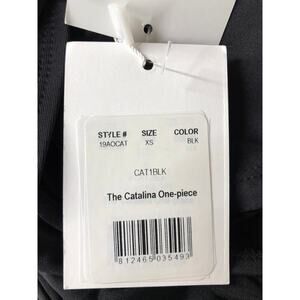 STYLE # SIZE COLOR
19AOCAT XS BLK
CAT1BLK
The Catalina One-piece
812465035493